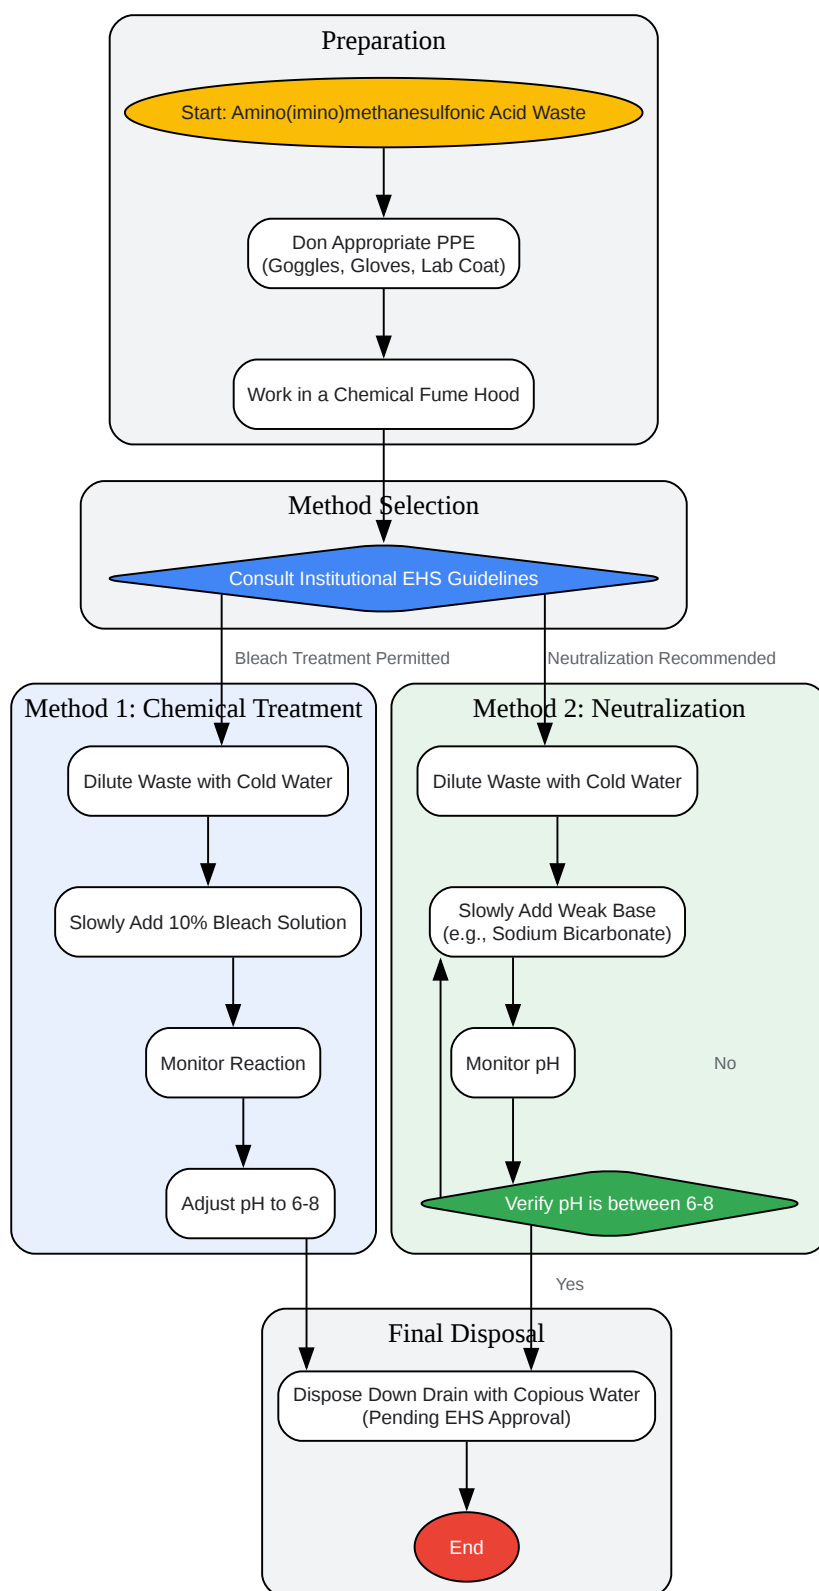 Preparation
Start: Amino(imino)methanesulfonic Acid Waste
Don Appropriate PPE
(Goggles, Gloves, Lab Coat)
Work in a Chemical Fume Hood
Method Selection
Consult Institutional EHS Guidelines
Bleach Treatment Permitted
Neutralization Recommended
Method 1: Chemical Treatment
Dilute Waste with Cold Water
Slowly Add 10% Bleach Solution
Monitor Reaction
Adjust pH to 6-8
Method 2: Neutralization
Dilute Waste with Cold Water
Slowly Add Weak Base
(e.g., Sodium Bicarbonate)
Monitor pH
No
Verify pH is between 6-8
Yes
Final Disposal
Dispose Down Drain with Copious Water
(Pending EHS Approval)
End